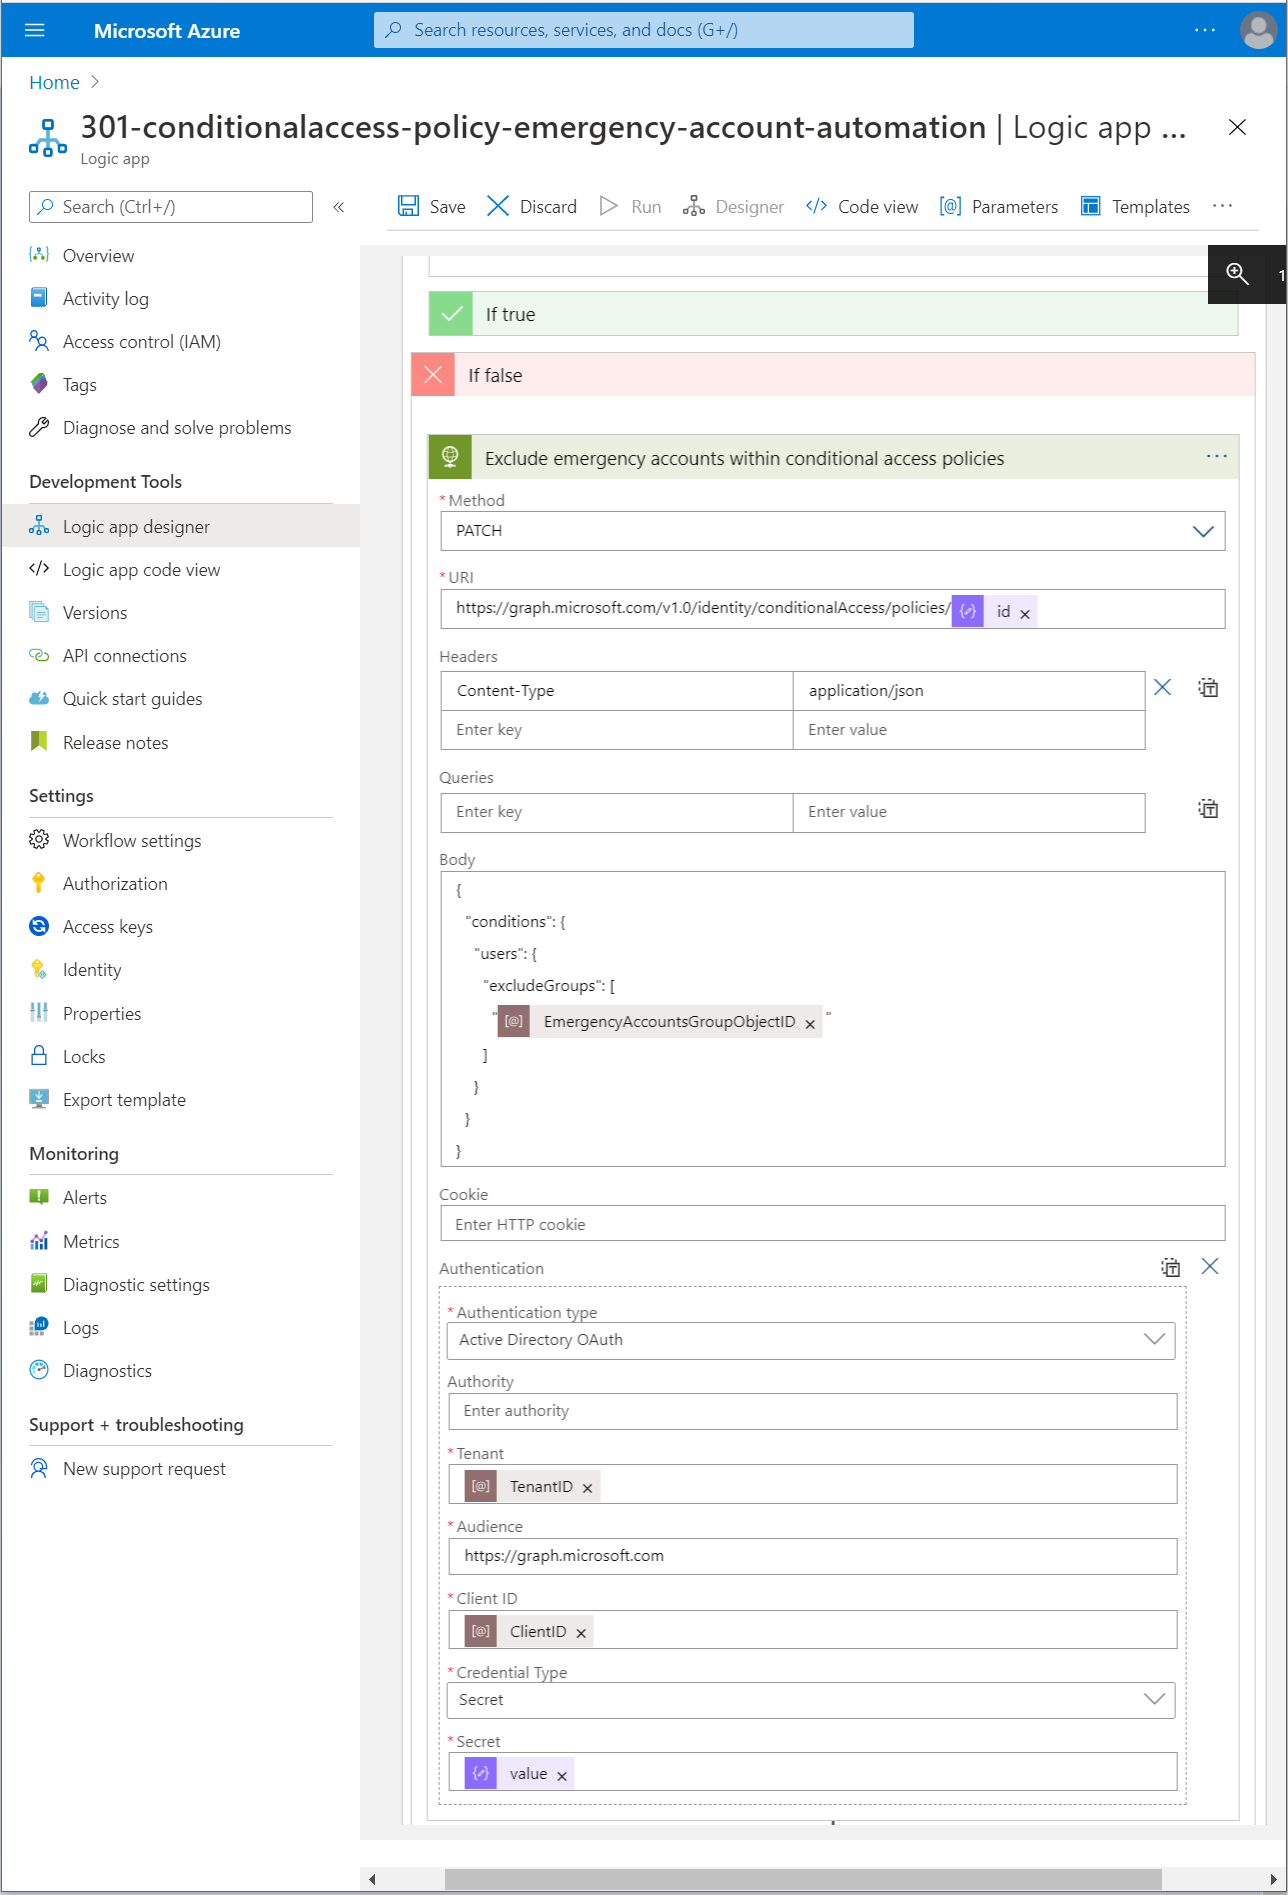 Microsoft Azure
Search resources, services, and docs (G+/)
Home
301-conditionalaccess-policy-emergency-account-automation | Logic app ...
Logic app
Search (Ctrl+/)
Save
Discard
Run
Designer
Code view
Parameters
Templates
Overview
Activity log
Access control (IAM)
Tags
Diagnose and solve problems
Development Tools
Logic app designer
Logic app code view
Versions
API connections
Quick start guides
Release notes
Settings
Workflow settings
Authorization
Access keys
Identity
Properties
Locks
Export template
Monitoring
Alerts
Metrics
Diagnostic settings
Logs
Diagnostics
Support + troubleshooting
New support request
1
If true
If false
Exclude emergency accounts within conditional access policies
* Method
PATCH
* URI
https://graph.microsoft.com/v1.0/identity/conditionalAccess/policies/ id
Headers
Content-Type application/json
Enter key Enter value
Queries
Enter key Enter value
Body
{
"conditions": {
"users": {
"excludeGroups": [
" EmergencyAccountsGroupObjectID "
]
}
}
}
Cookie
Enter HTTP cookie
Authentication
* Authentication type
Active Directory OAuth
Authority
Enter authority
* Tenant
TenantID
* Audience
https://graph.microsoft.com
* Client ID
ClientID
* Credential Type
Secret
* Secret
value